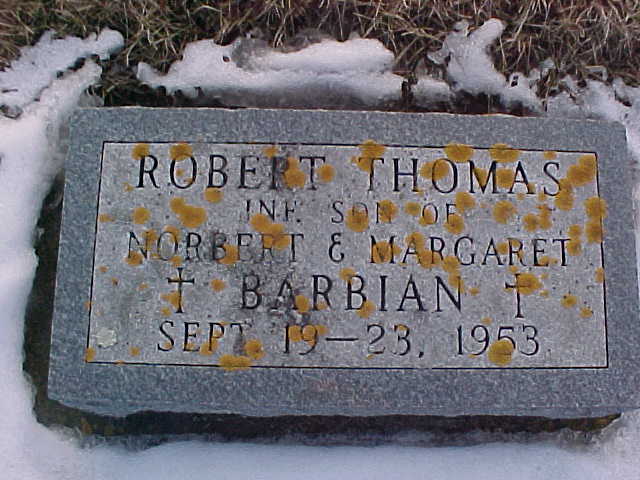 ROBERT THOMAS
INF. SON OF
NORBERT & MARGARET
BARBIAN
SEPT 19-23, 1953